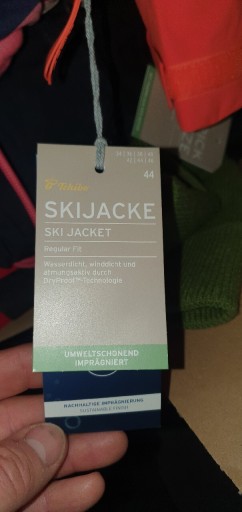 44
Tchibo
SKIJACKE
SKI JACKET
Regular Fit
Wasserdicht, winddicht und
atmungsaktiv durch
DryProof®-Technologie
UMWELTSCHONEND
IMPRÄGNIERT
NACHHALTIGE IMPRÄGNIERUNG
SUSTAINABLE FINISH